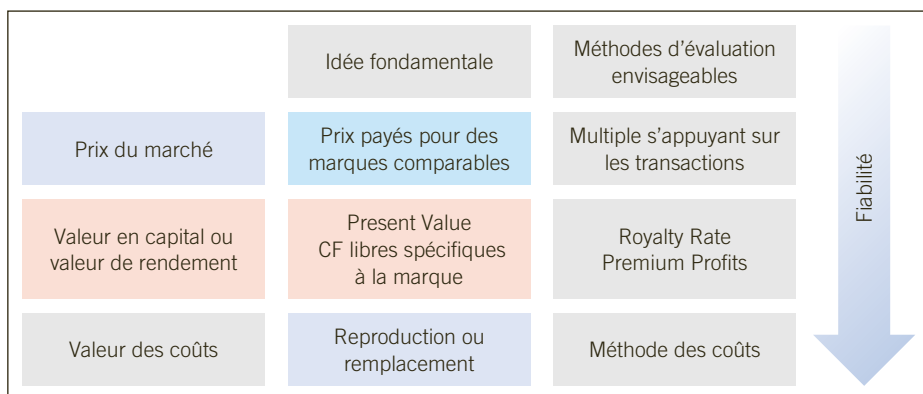 Idée fondamentale
Méthodes d'évaluation
envisageables
Prix du marché
Prix payés pour des
marques comparables
Multiple s'appuyant sur
les transactions
Valeur en capital ou
valeur de rendement
Present Value
CF libres spécifiques
à la marque
Royalty Rate
Premium Profits
Valeur des coûts
Reproduction ou
remplacement
Méthode des coûts
Fiabilité